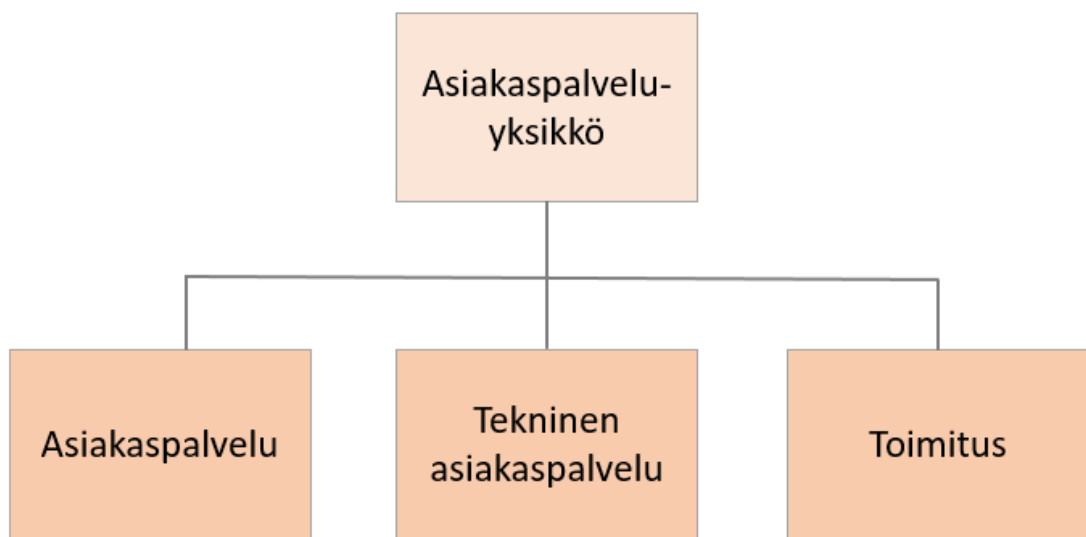 Asiakaspalvelu-
yksikkö
Asiakaspalvelu
Tekninen
asiakaspalvelu
Toimitus